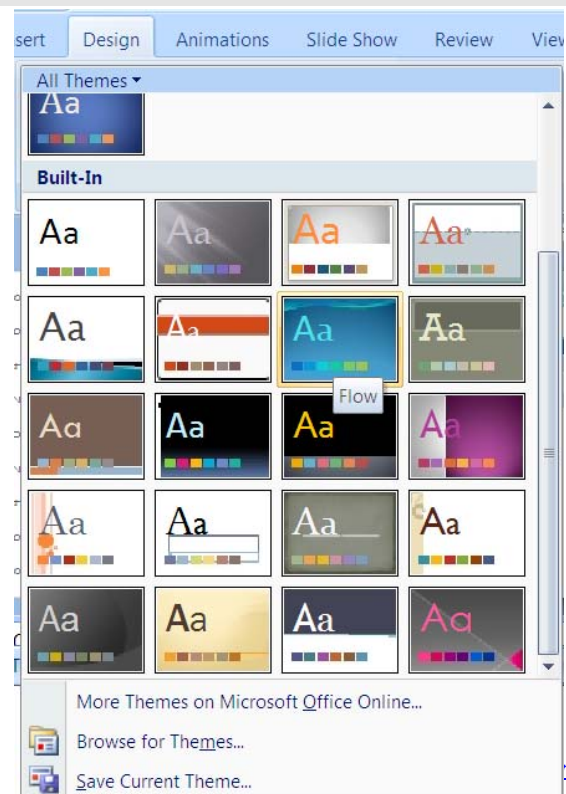 sert Design Animations Slide Show Review View
All Themes
Aa
Built-In
Aa Aa Aa Aa
Aa Aa Aa Aa
Flow
Aa Aa Aa Aa
Aa Aa Aa Aa
Aa Aa Aa Aa
More Themes on Microsoft Office Online...
Browse for Themes...
Save Current Theme...